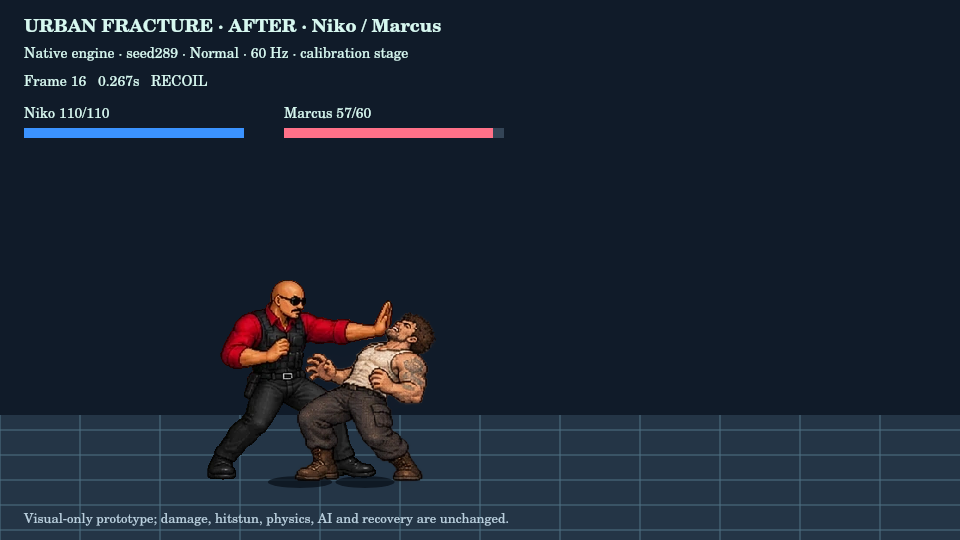 URBAN FRACTURE · AFTER · Niko / Marcus
Native engine · seed289 · Normal · 60 Hz · calibration stage
Frame 16 0.267s RECOIL
Niko 110/110 Marcus 57/60
Visual-only prototype; damage, hitstun, physics, AI and recovery are unchanged.